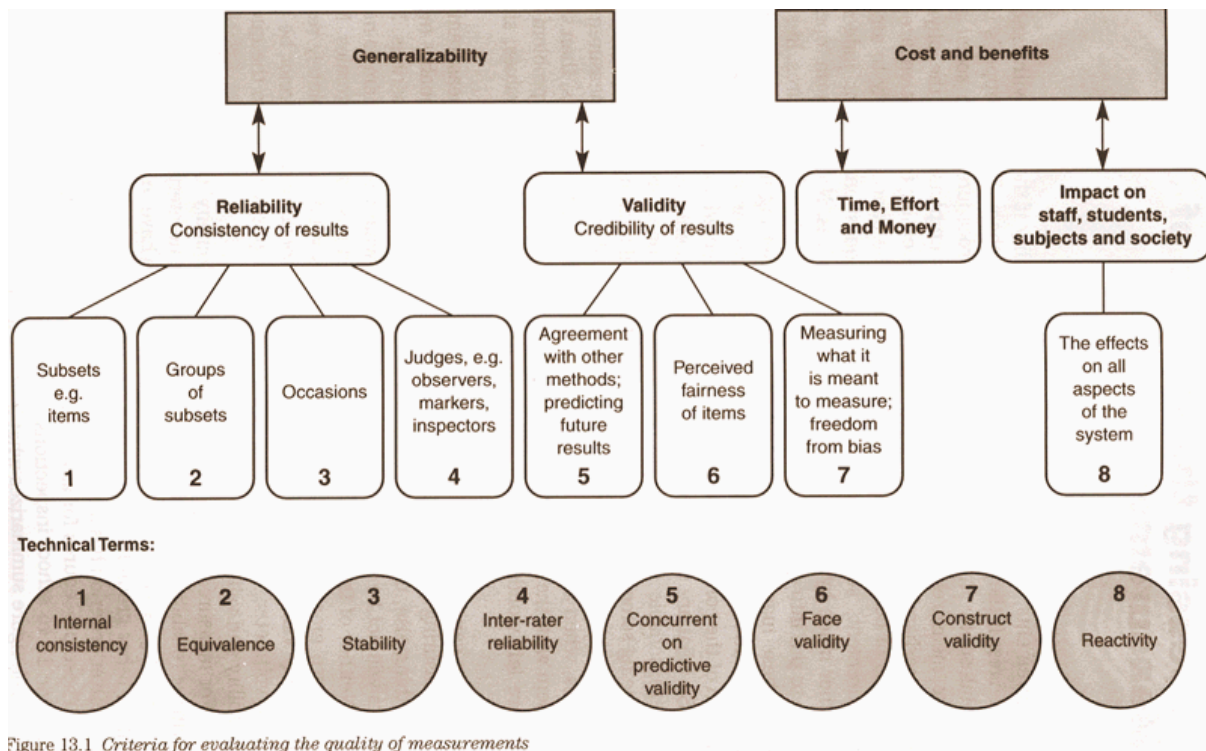 Generalizability
Cost and benefits
Reliability
Consistency of results
Validity
Credibility of results
Time, Effort
and Money
Impact on
staff, students,
subjects and society
Subsets
e.g.
items
1
Groups
of
subsets
2
Occasions
3
Judges, e.g.
observers,
markers,
inspectors
4
Agreement
with other
methods;
predicting
future
results
5
Perceived
fairness
of items
6
Measuring
what it
is meant
to measure;
freedom
from bias
7
The effects
on all
aspects
of the
system
8
Technical Terms:
1
Internal
consistency
2
Equivalence
3
Stability
4
Inter-rater
reliability
5
Concurrent
on
predictive
validity
6
Face
validity
7
Construct
validity
8
Reactivity
Figure 13.1 Criteria for evaluating the quality of measurements